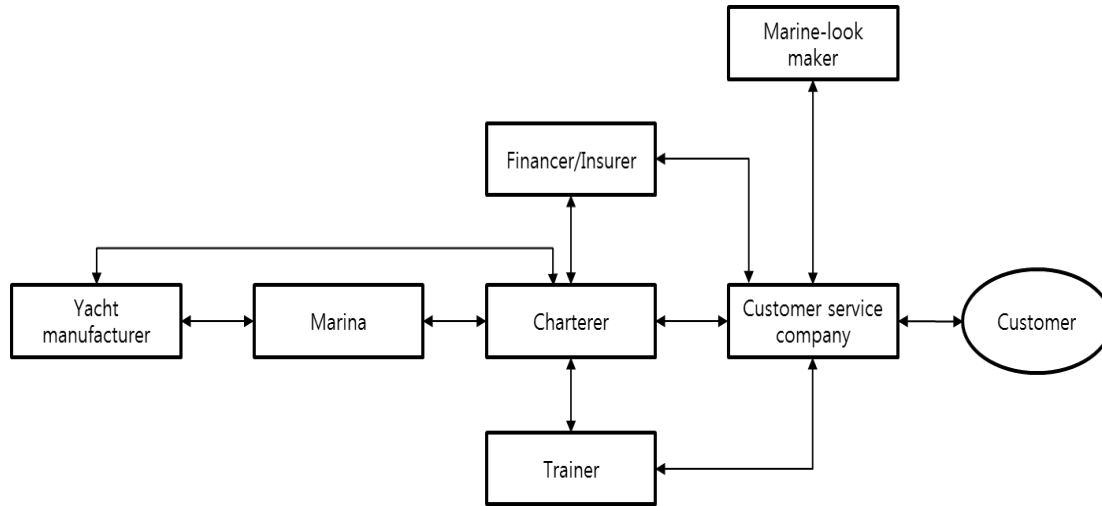 Marine-look
maker
Financer/Insurer
Yacht
manufacturer
Marina
Charterer
Customer service
company
Customer
Trainer